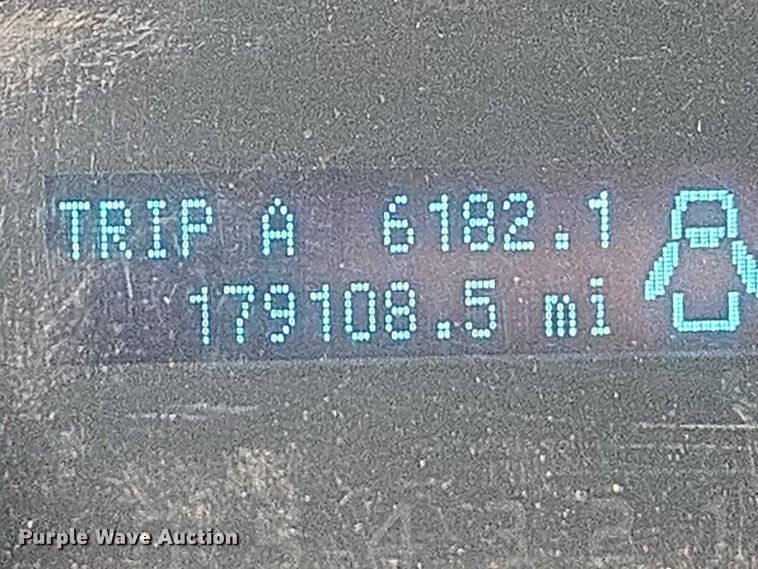 TRIP A 6182.1
179108.5 mi
Purple Wave Auction